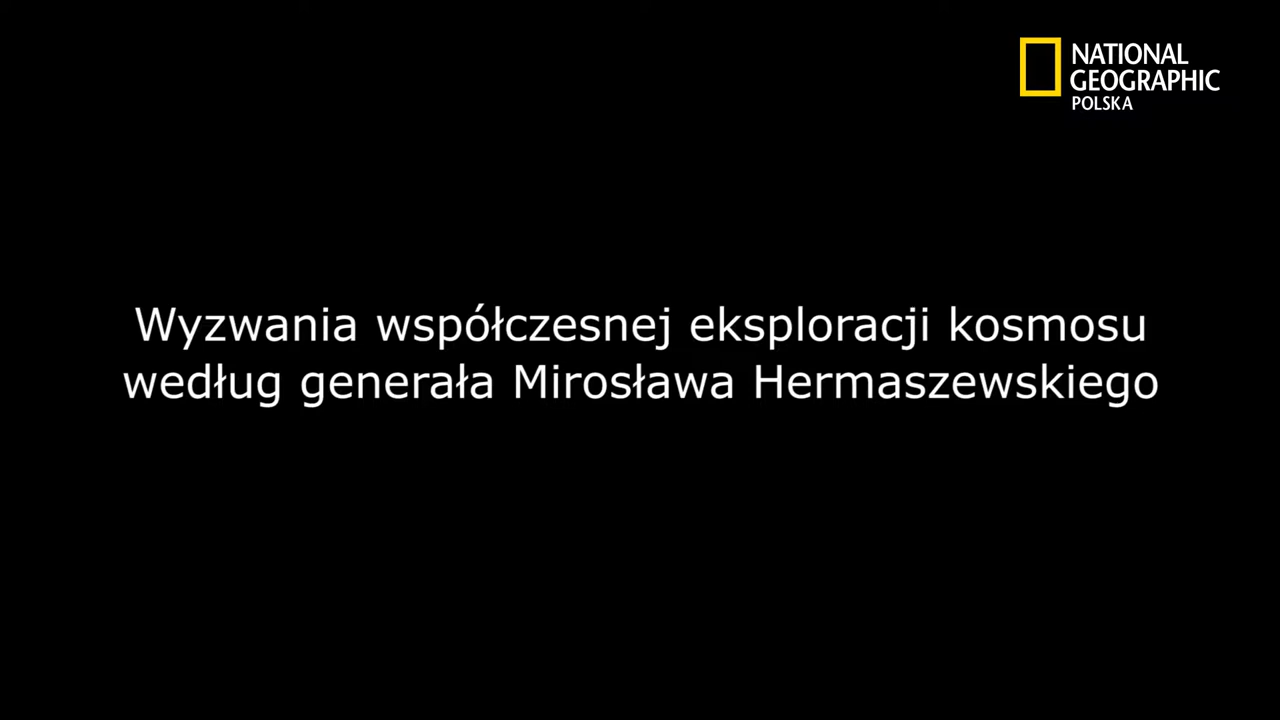 NATIONAL
GEOGRAPHIC
POLSKA
Wyzwania współczesnej eksploracji kosmosu
według generała Mirosława Hermaszewskiego